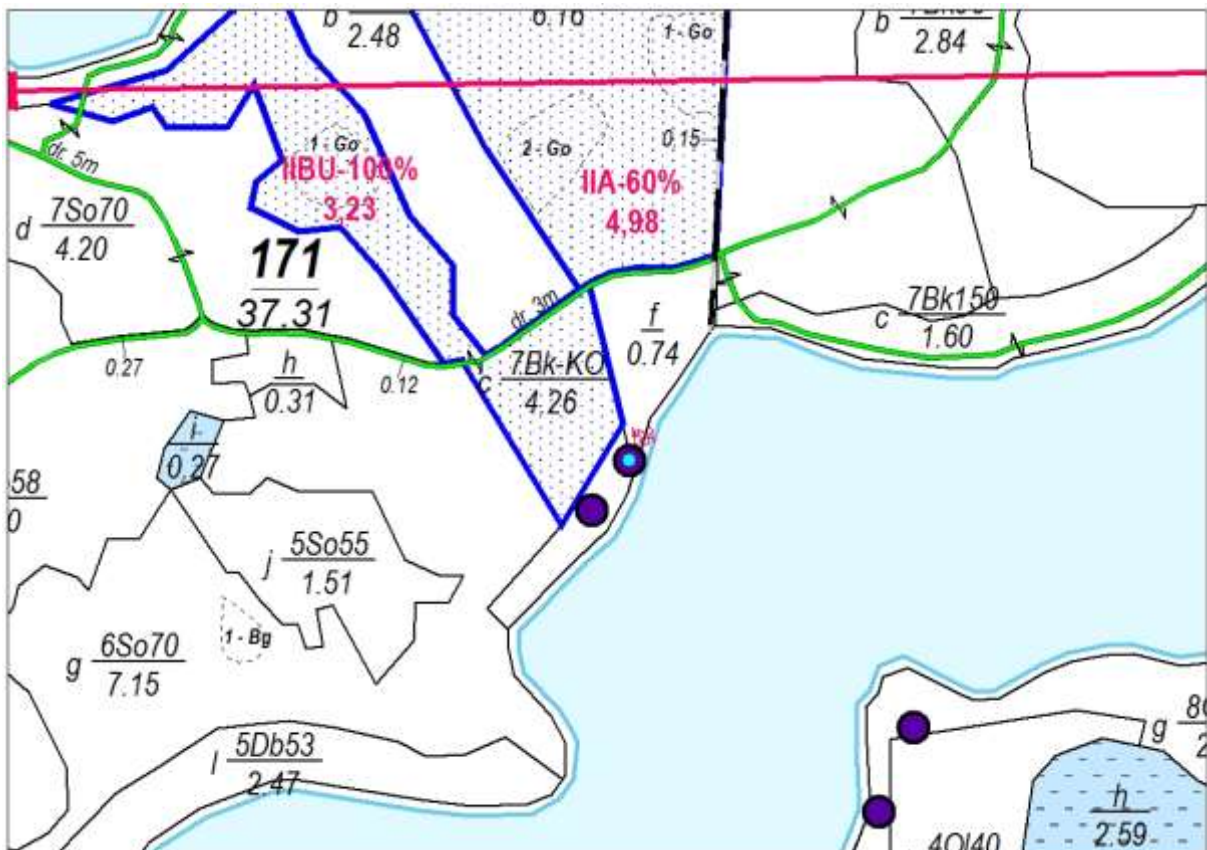 b
2.48
6.16
1 - Go
b
2.84
dr. 5m
1 - Go
2 - Go
0.15
IIBU-100%
3,23
IIA-60%
4,98
d 7So70
4.20
171
37.31
dr. 3m
f
0.74
c 7Bk150
1.60
0.27
h
0.31
0.12
c 7Bk-KO
4.26
i
0.27
58
0
j 5So55
1.51
1 - Bg
g 6So70
7.15
l 5Db53
2.47
g
h
2.59
4Ol40